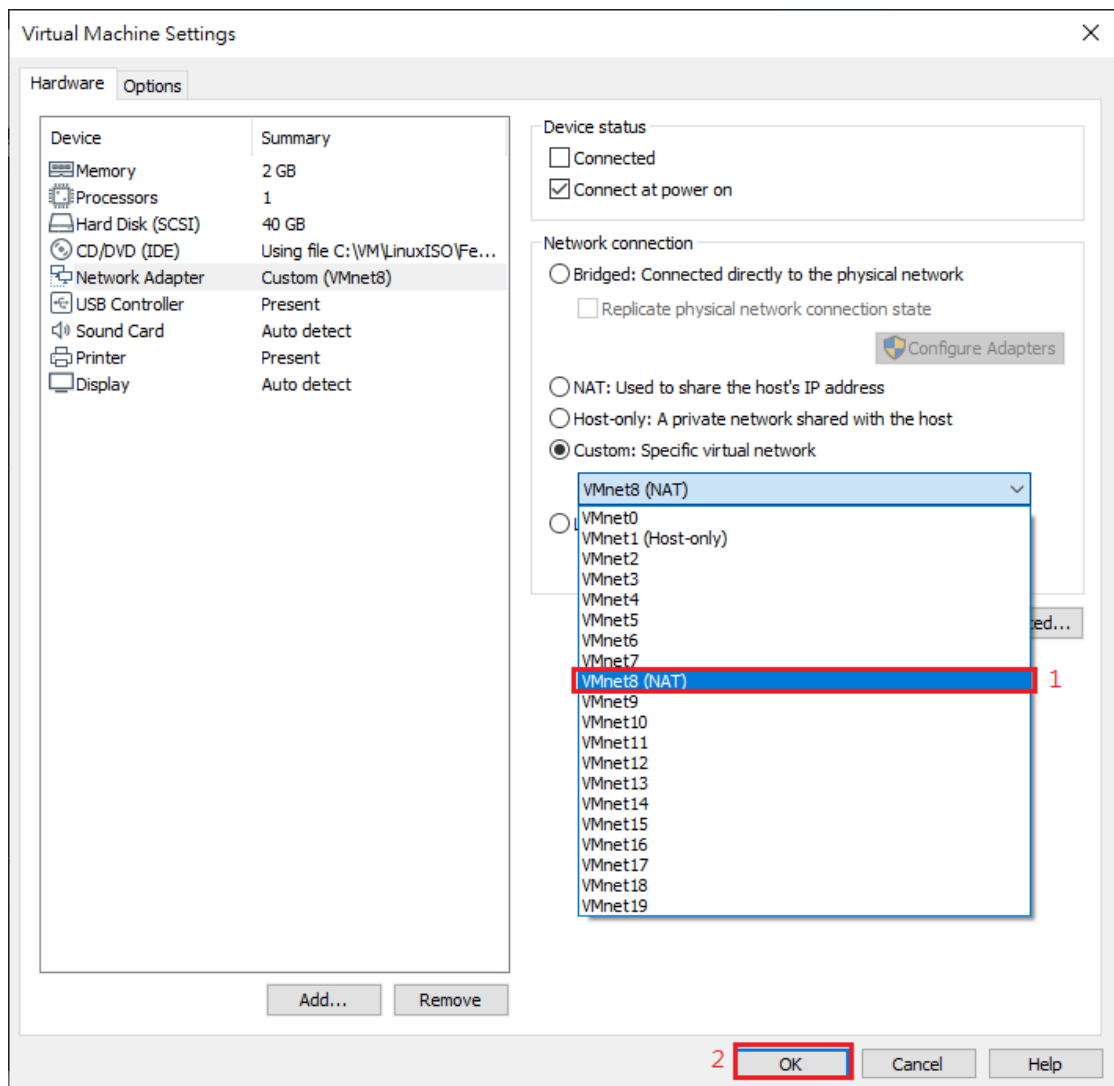 Virtual Machine Settings
Hardware Options
Device Summary
Memory 2 GB
Processors 1
Hard Disk (SCSI) 40 GB
CD/DVD (IDE) Using file C:\VM\LinuxISO\Fe...
Network Adapter Custom (VMnet8)
USB Controller Present
Sound Card Auto detect
Printer Present
Display Auto detect
Add... Remove
Device status
Connected
Connect at power on
Network connection
Bridged: Connected directly to the physical network
Replicate physical network connection state
Configure Adapters
NAT: Used to share the host's IP address
Host-only: A private network shared with the host
Custom: Specific virtual network
VMnet8 (NAT)
VMnet0
VMnet1 (Host-only)
VMnet2
VMnet3
VMnet4
VMnet5
VMnet6
VMnet7
VMnet8 (NAT) 1
VMnet9
VMnet10
VMnet11
VMnet12
VMnet13
VMnet14
VMnet15
VMnet16
VMnet17
VMnet18
VMnet19
2 OK Cancel Help